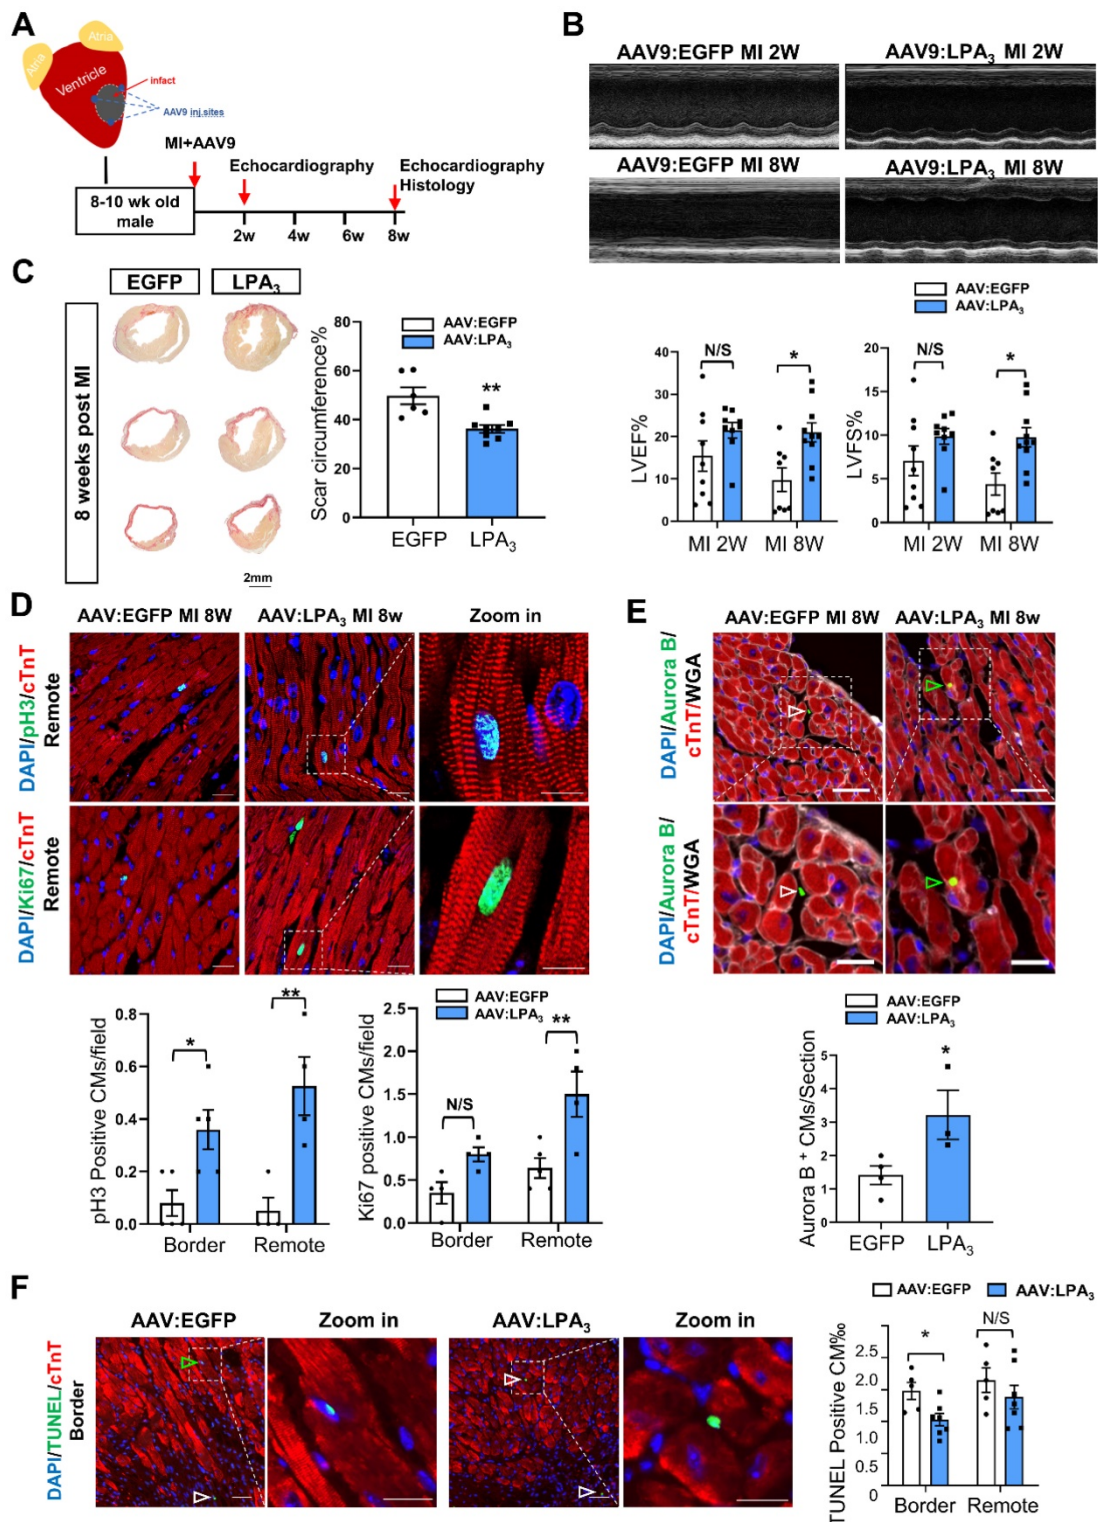 A
Atria
Atria
Ventricle
infact
AAV9 inj.sites
MI+AAV9
Echocardiography
Echocardiography
Histology
8-10 wk old
male
2w
4w
6w
8w
B
AAV9:EGFP MI 2W
AAV9:LPA3 MI 2W
AAV9:EGFP MI 8W
AAV9:LPA3 MI 8W
AAV:EGFP
AAV:LPA3
LVEF%
40
30
20
10
0
N/S
*
MI 2W
MI 8W
LVFS%
20
15
10
5
0
N/S
*
MI 2W
MI 8W
C
EGFP
LPA3
8 weeks post MI
2mm
Scar circumference%
80
60
40
20
0
AAV:EGFP
AAV:LPA3
**
EGFP
LPA3
D
AAV:EGFP MI 8W
AAV:LPA3 MI 8w
Zoom in
DAPI/pH3/cTnT
Remote
DAPI/Ki67/cTnT
Remote
pH3 Positive CMs/field
0.8
0.6
0.4
0.2
0.0
*
**
Border
Remote
Ki67 positive CMs/field
2.5
2.0
1.5
1.0
0.5
0.0
AAV:EGFP
AAV:LPA3
N/S
**
Border
Remote
E
AAV:EGFP MI 8W
AAV:LPA3 MI 8w
DAPI/Aurora B/
cTnT/WGA
DAPI/Aurora B/
cTnT/WGA
AAV:EGFP
AAV:LPA3
Aurora B + CMs/Section
5
4
3
2
1
0
*
EGFP
LPA3
F
AAV:EGFP
Zoom in
AAV:LPA3
Zoom in
DAPI/TUNEL/cTnT
Border
AAV:EGFP
AAV:LPA3
TUNEL Positive CM‰
2.5
2.0
1.5
1.0
0.5
0
*
N/S
Border
Remote